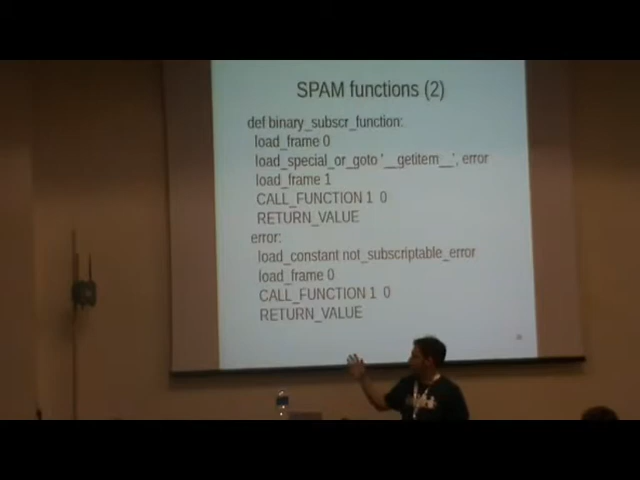 SPAM functions (2)
def binary_subscr_function:
load_frame 0
load_special_or_goto '__getitem__', error
load_frame 1
CALL_FUNCTION 1 0
RETURN_VALUE
error:
load_constant not_subscriptable_error
load_frame 0
CALL_FUNCTION 1 0
RETURN_VALUE